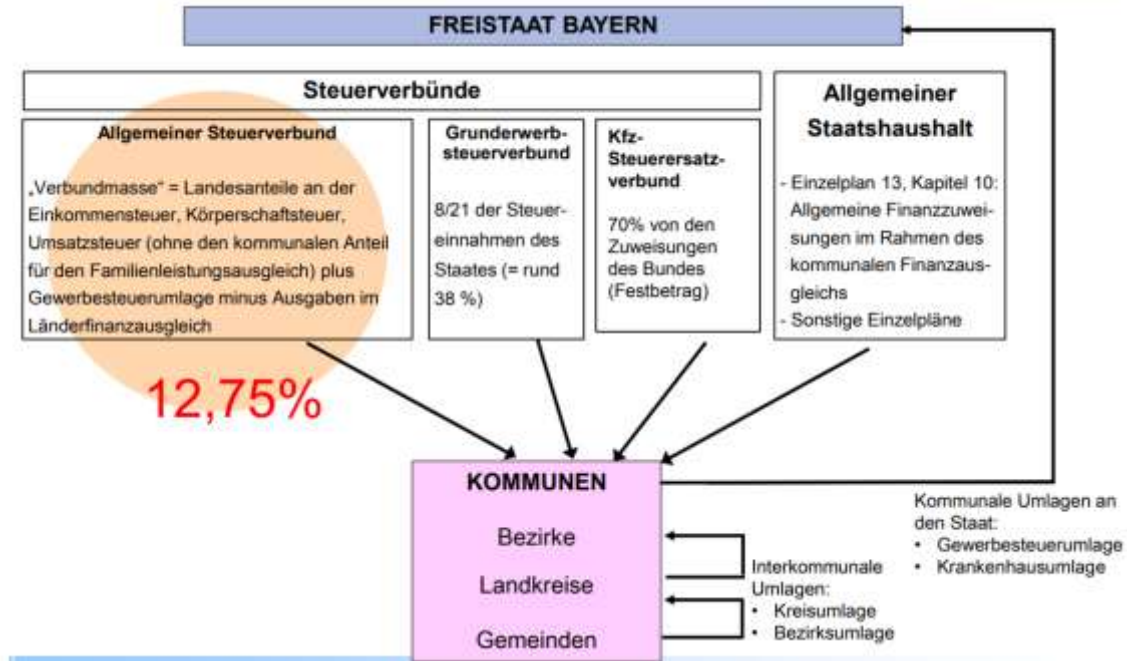 FREISTAAT BAYERN
Steuerverbünde
Allgemeiner Steuerverbund
„Verbundmasse“ = Landesanteile an der
Einkommensteuer, Körperschaftsteuer,
Umsatzsteuer (ohne den kommunalen Anteil
für den Familienleistungsausgleich) plus
Gewerbesteuerumlage minus Ausgaben im
Länderfinanzausgleich
12,75%
Grunderwerb-
steuerverbund
8/21 der Steuer-
einnahmen des
Staates (= rund
38 %)
Kfz-
Steuerersatz-
verbund
70% von den
Zuweisungen
des Bundes
(Festbetrag)
Allgemeiner
Staatshaushalt
- Einzelplan 13, Kapitel 10:
Allgemeine Finanzzuwei-
sungen im Rahmen des
kommunalen Finanzaus-
gleichs
- Sonstige Einzelpläne
KOMMUNEN
Bezirke
Landkreise
Gemeinden
Interkommunale
Umlagen:
• Kreisumlage
• Bezirksumlage
Kommunale Umlagen an
den Staat:
• Gewerbesteuerumlage
• Krankenhausumlage